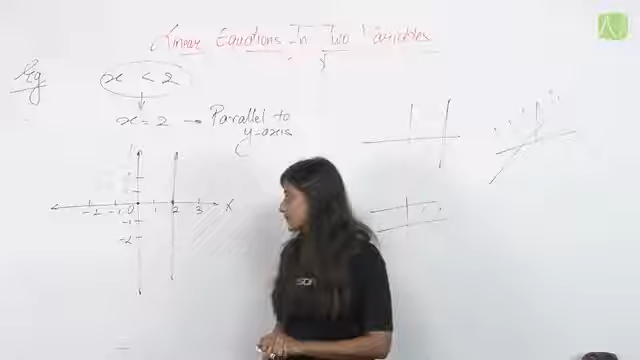 Linear Equations In Two Variables
Eg
x < 2
x = 2 → Parallel to
y-axis
-2 -1 0 1 2 3 X
-1
-2